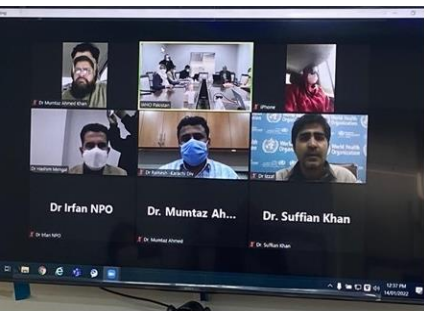 Dr Mumtaz Ahmed Khan
WHO Pakistan
iPhone
Dr Hashim Mengal
Dr Rakesh - Karachi Div
Dr Izzat
World Health
Organization
Dr Irfan NPO
Dr. Mumtaz Ah...
Dr. Suffian Khan
Dr Irfan NPO
Dr. Mumtaz Ahmed
Dr. Suffian Khan
12:37 PM
14/01/2022